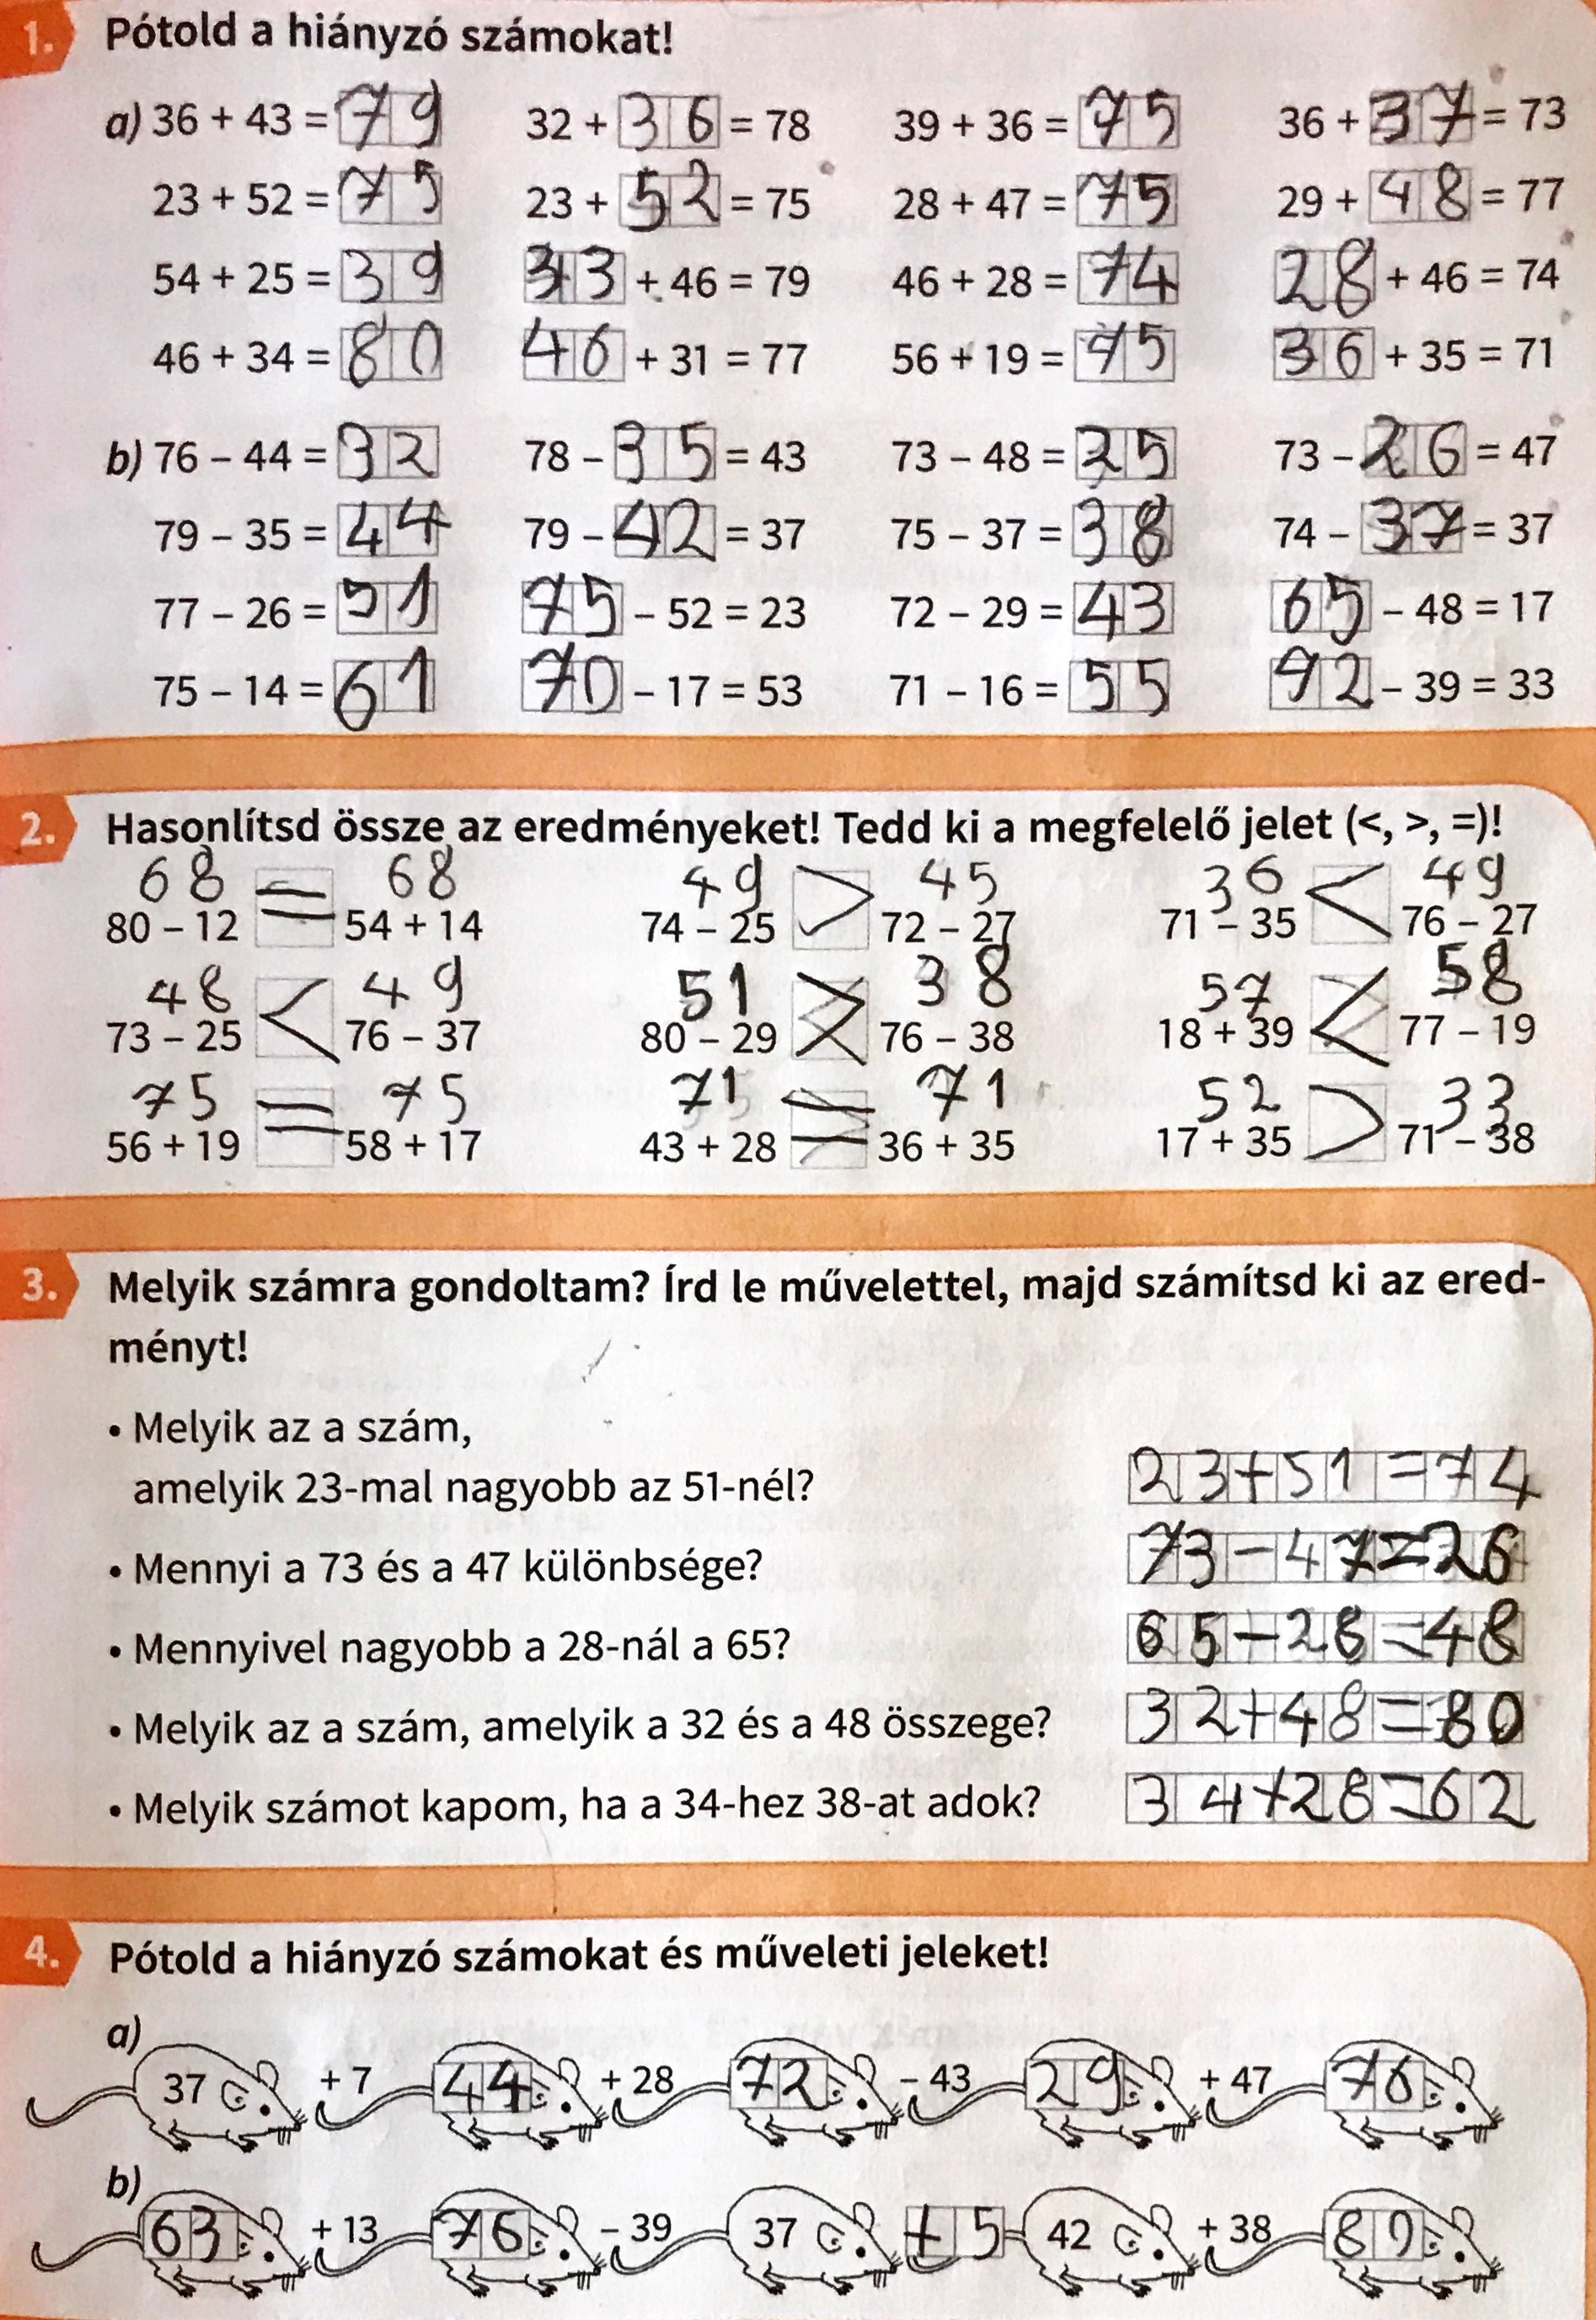 1. Pótold a hiányzó számokat!
a) 36 + 43 = 79 32 + 36 = 78 39 + 36 = 75 36 + 37 = 73
23 + 52 = 75 23 + 52 = 75 28 + 47 = 75 29 + 48 = 77
54 + 25 = 39 33 + 46 = 79 46 + 28 = 74 28 + 46 = 74
46 + 34 = 80 46 + 31 = 77 56 + 19 = 75 36 + 35 = 71
b) 76 – 44 = 32 78 – 35 = 43 73 – 48 = 25 73 – 26 = 47
79 – 35 = 44 79 – 42 = 37 75 – 37 = 38 74 – 37 = 37
77 – 26 = 51 75 – 52 = 23 72 – 29 = 43 65 – 48 = 17
75 – 14 = 61 70 – 17 = 53 71 – 16 = 55 92 – 39 = 33
2. Hasonlítsd össze az eredményeket! Tedd ki a megfelelő jelet (<, >, =)!
68 = 68 49 > 45 36 < 49
80 – 12 54 + 14 74 – 25 72 – 27 71 – 35 76 – 27
48 < 49 51 > 38 57 < 58
73 – 25 76 – 37 80 – 29 76 – 38 18 + 39 77 – 19
75 = 75 71 = 71 52 > 33
56 + 19 58 + 17 43 + 28 36 + 35 17 + 35 71 – 38
3. Melyik számra gondoltam? Írd le művelettel, majd számítsd ki az ered-
ményt!
• Melyik az a szám,
amelyik 23-mal nagyobb az 51-nél? 23+51=74
• Mennyi a 73 és a 47 különbsége? 73–47=26
• Mennyivel nagyobb a 28-nál a 65? 65–28=48
• Melyik az a szám, amelyik a 32 és a 48 összege? 32+48=80
• Melyik számot kapom, ha a 34-hez 38-at adok? 34+28=62
4. Pótold a hiányzó számokat és műveleti jeleket!
a)
37 + 7 44 + 28 72 – 43 29 + 47 76
b)
63 + 13 76 – 39 37 + 5 42 + 38 80